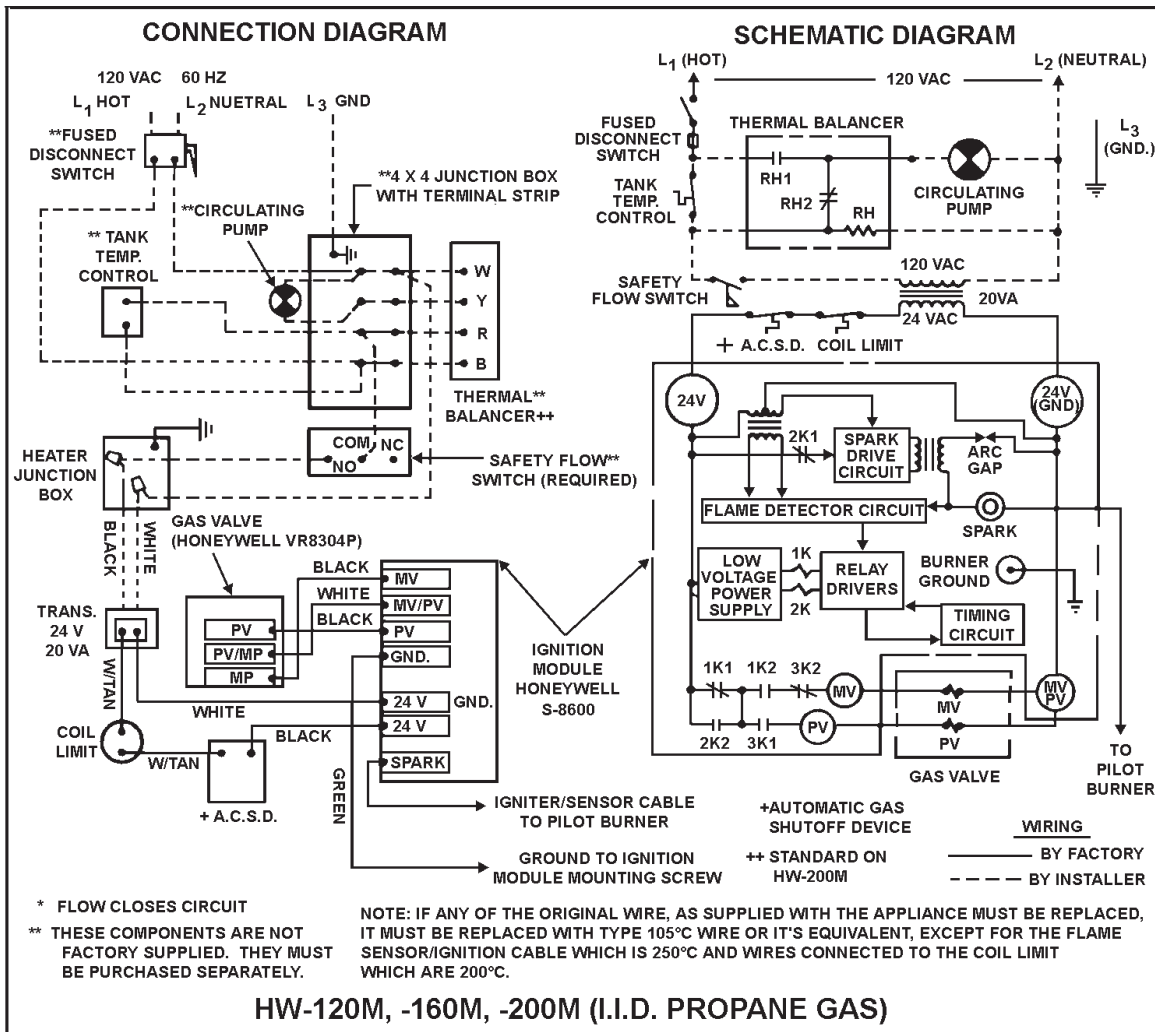 CONNECTION DIAGRAM
120 VAC 60 HZ
L1 HOT
L2 NUETRAL
L3 GND
**FUSED
DISCONNECT
SWITCH
**4 X 4 JUNCTION BOX
WITH TERMINAL STRIP
**CIRCULATING
PUMP
** TANK
TEMP.
CONTROL
W
Y
R
B
THERMAL**
BALANCER++
HEATER
JUNCTION
BOX
COM
NC
NO
SAFETY FLOW**
SWITCH (REQUIRED)
BLACK
WHITE
GAS VALVE
(HONEYWELL VR8304P)
BLACK
WHITE
BLACK
MV
MV/PV
PV
GND.
24 V
GND.
24 V
SPARK
TRANS.
24 V
20 VA
PV
PV/MP
MP
W/TAN
WHITE
BLACK
COIL
LIMIT
W/TAN
+ A.C.S.D.
GREEN
IGNITION
MODULE
HONEYWELL
S-8600
IGNITER/SENSOR CABLE
TO PILOT BURNER
GROUND TO IGNITION
MODULE MOUNTING SCREW
SCHEMATIC DIAGRAM
L1 (HOT)
L2 (NEUTRAL)
120 VAC
FUSED
DISCONNECT
SWITCH
THERMAL BALANCER
L3
(GND.)
RH1
RH2
RH
TANK
TEMP.
CONTROL
CIRCULATING
PUMP
SAFETY
FLOW SWITCH
120 VAC
20VA
24 VAC
+ A.C.S.D.
COIL LIMIT
24V
24V
(GND)
2K1
SPARK
DRIVE
CIRCUIT
ARC
GAP
FLAME DETECTOR CIRCUIT
SPARK
LOW
VOLTAGE
POWER
SUPPLY
1K
2K
RELAY
DRIVERS
BURNER
GROUND
TIMING
CIRCUIT
1K1
1K2
3K2
MV
MV
MV
PV
2K2
3K1
PV
PV
GAS VALVE
TO
PILOT
BURNER
+AUTOMATIC GAS
SHUTOFF DEVICE
++ STANDARD ON
HW-200M
WIRING
BY FACTORY
BY INSTALLER
* FLOW CLOSES CIRCUIT
** THESE COMPONENTS ARE NOT
FACTORY SUPPLIED. THEY MUST
BE PURCHASED SEPARATELY.
NOTE: IF ANY OF THE ORIGINAL WIRE, AS SUPPLIED WITH THE APPLIANCE MUST BE REPLACED,
IT MUST BE REPLACED WITH TYPE 105°C WIRE OR IT'S EQUIVALENT, EXCEPT FOR THE FLAME
SENSOR/IGNITION CABLE WHICH IS 250°C AND WIRES CONNECTED TO THE COIL LIMIT
WHICH ARE 200°C.
HW-120M, -160M, -200M (I.I.D. PROPANE GAS)